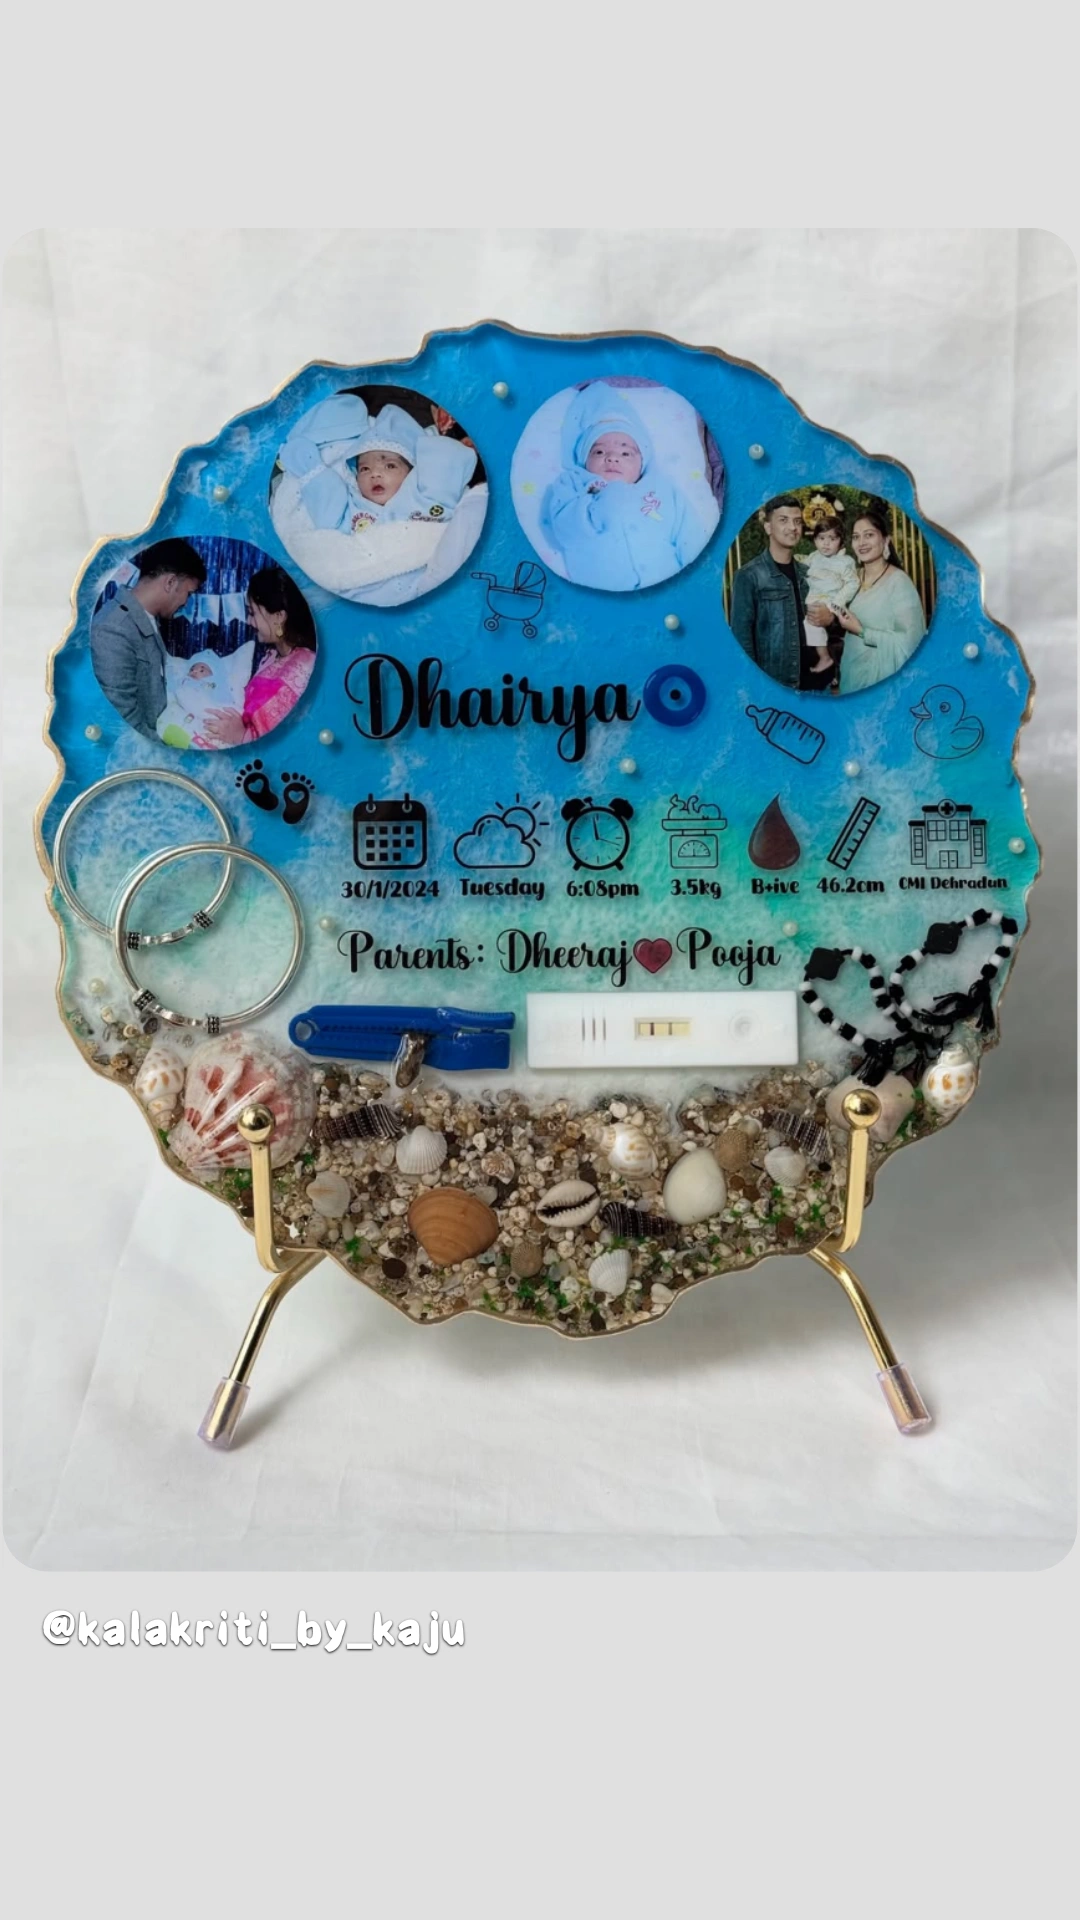 Dhairya
30/1/2024 Tuesday 6:08pm 3.5kg B+ive 46.2cm CMI Dehradun
Parents: Dheeraj Pooja
@kalakriti_by_kaju